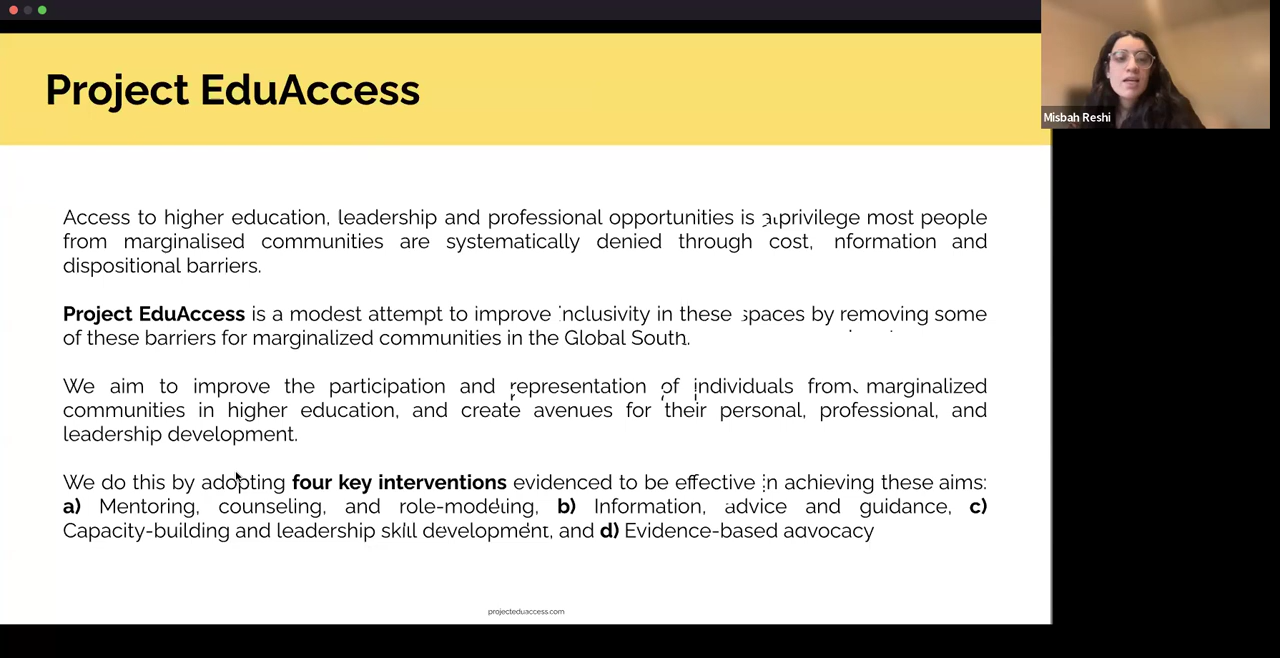 Project EduAccess
Misbah Reshi
Access to higher education, leadership and professional opportunities is a privilege most people
from marginalised communities are systematically denied through cost, nformation and
dispositional barriers.
Project EduAccess is a modest attempt to improve inclusivity in these spaces by removing some
of these barriers for marginalized communities in the Global South.
We aim to improve the participation and representation of individuals from marginalized
communities in higher education, and create avenues for their personal, professional, and
leadership development.
We do this by adopting four key interventions evidenced to be effective in achieving these aims:
a) Mentoring, counseling, and role-modeling, b) Information, advice and guidance, c)
Capacity-building and leadership skill development, and d) Evidence-based advocacy
projecteduaccess.com